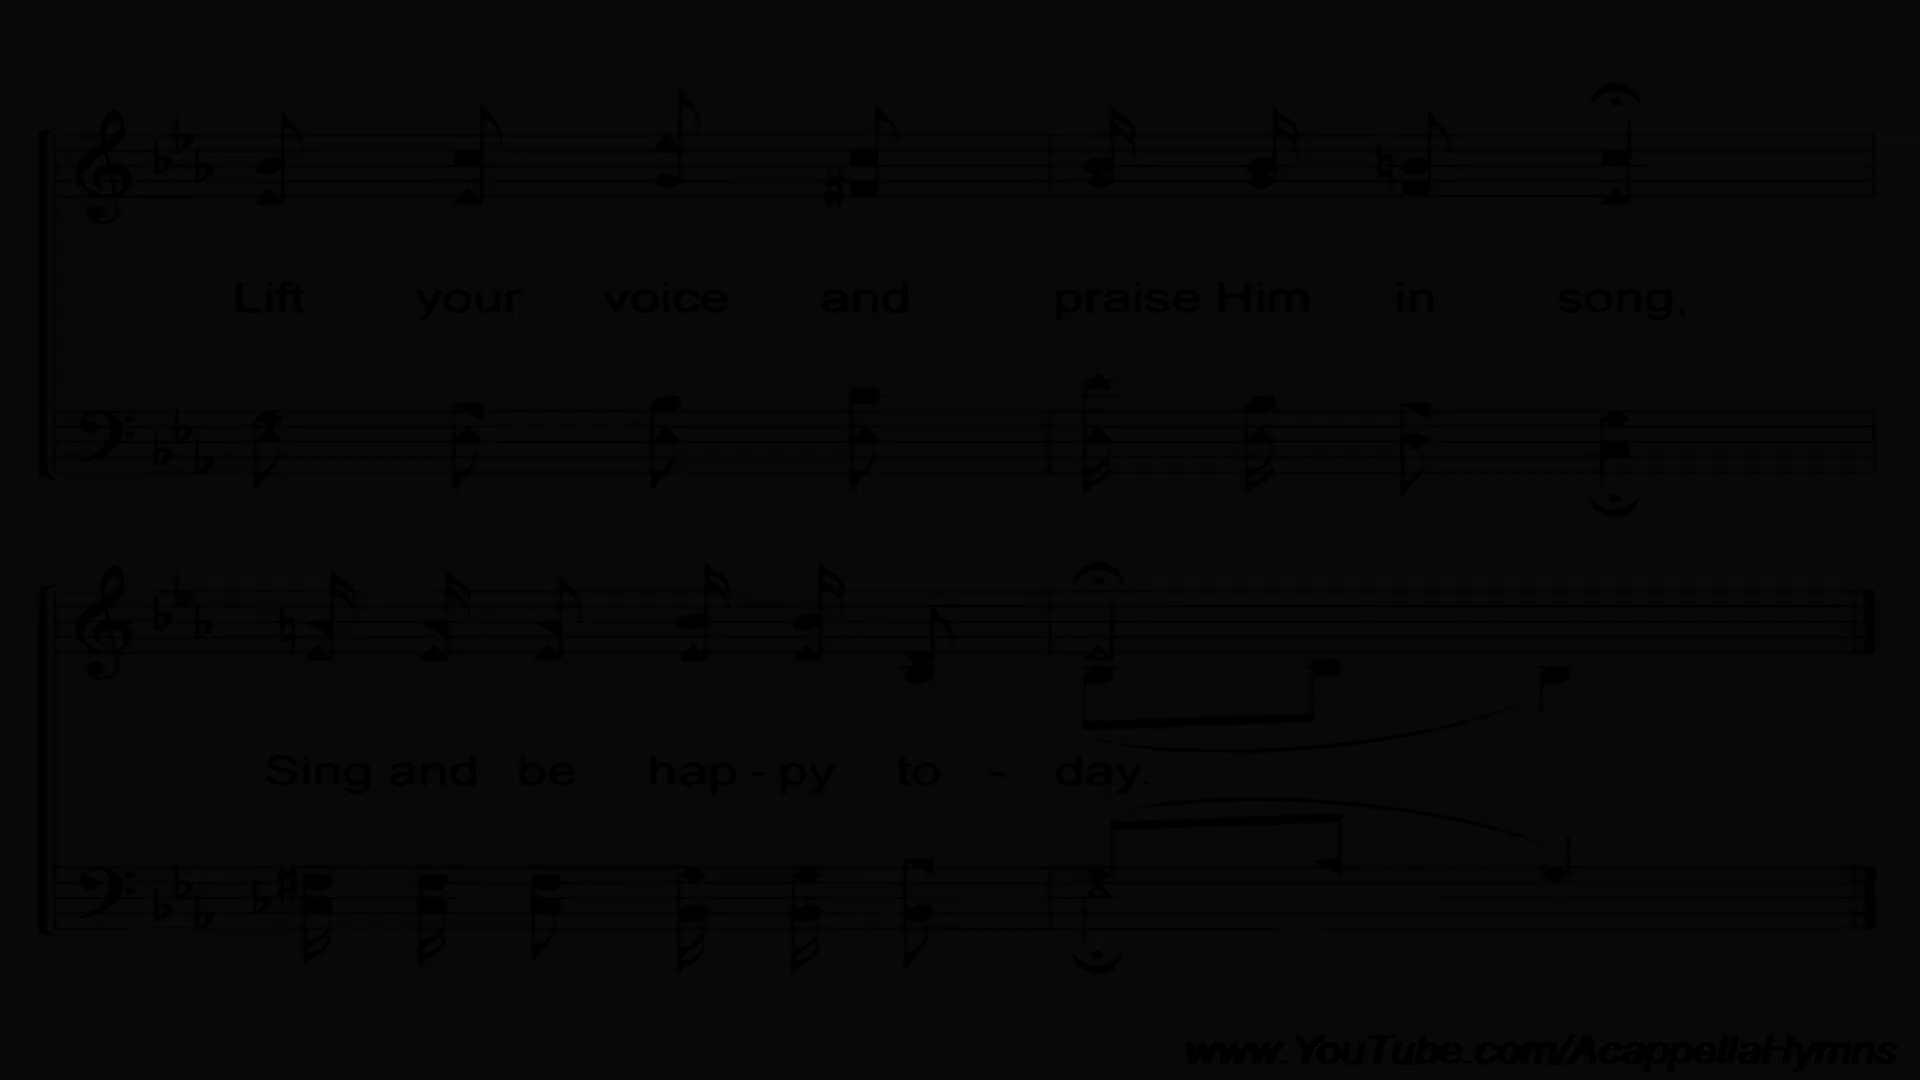 Lift your voice and praise Him in song,
Sing and be hap - py to - day.
www.YouTube.com/AcappellaHymns